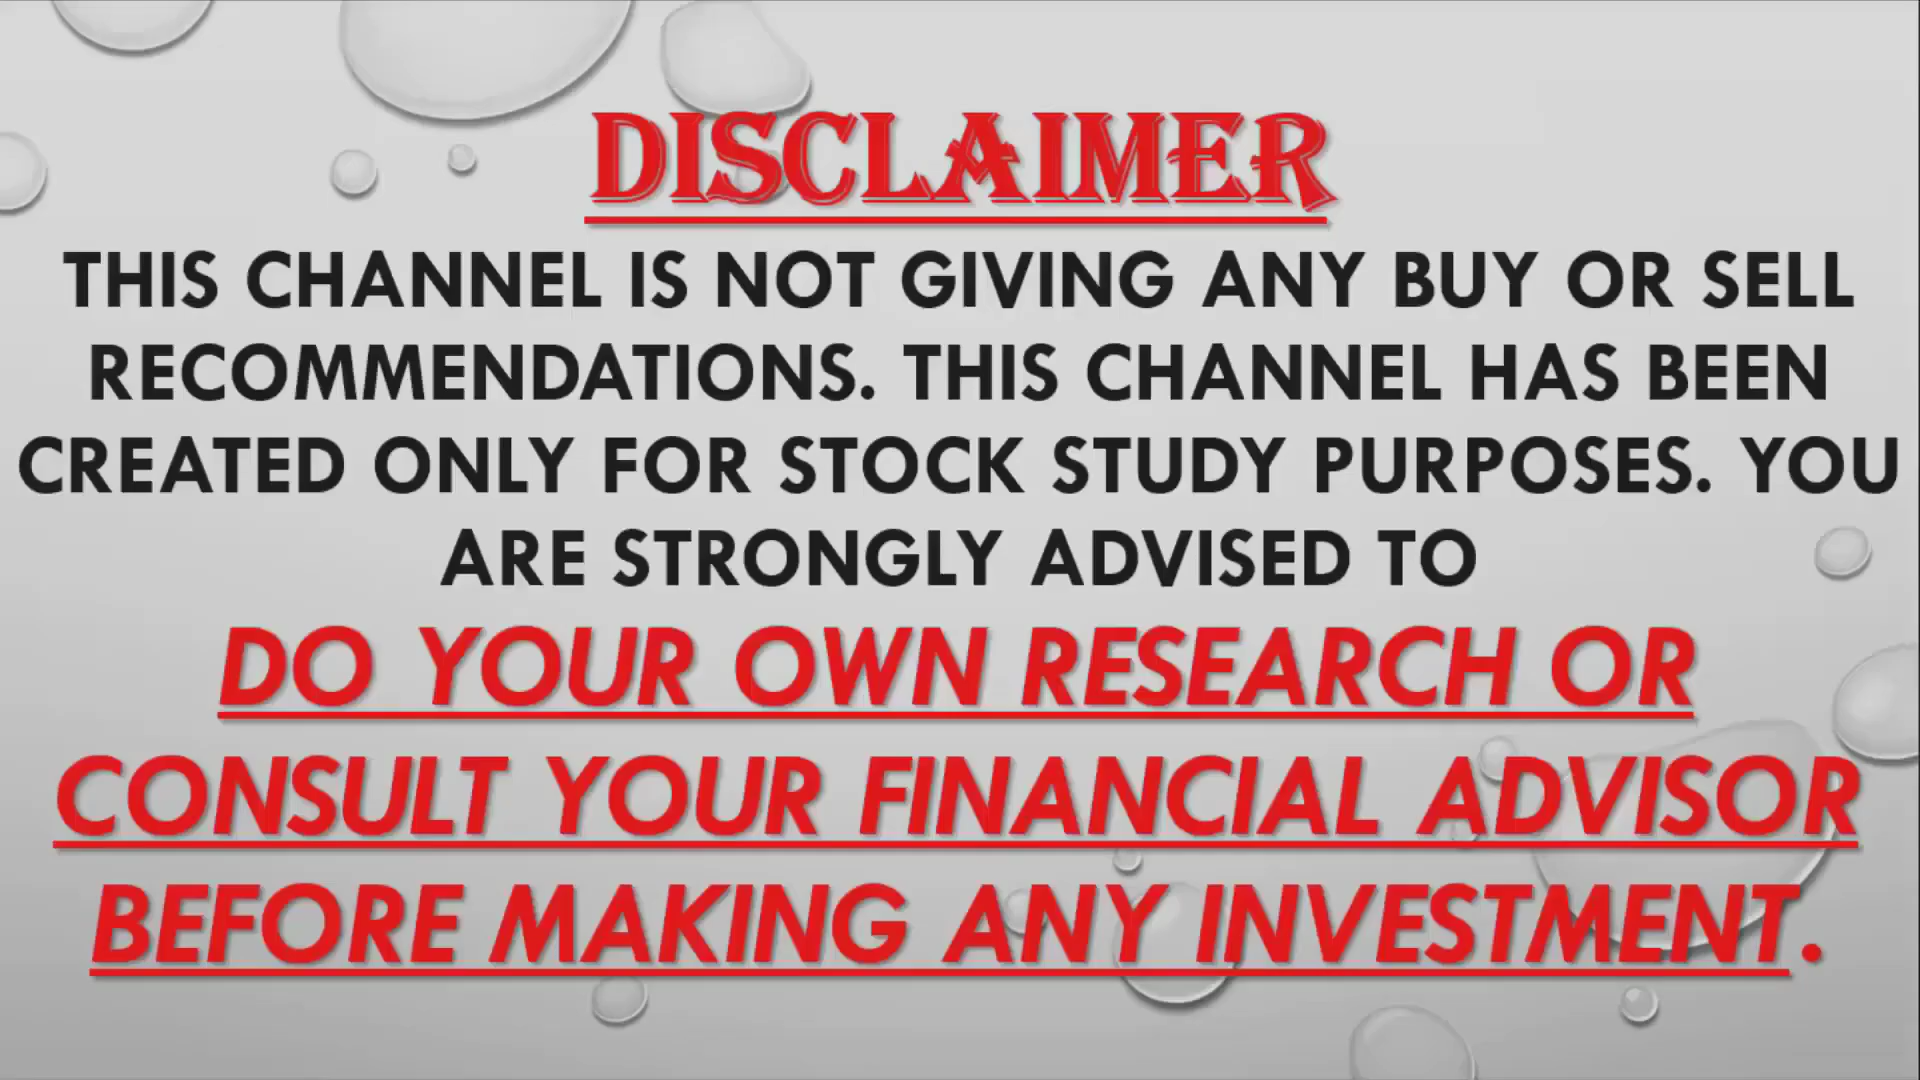 DISCLAIMER
THIS CHANNEL IS NOT GIVING ANY BUY OR SELL
RECOMMENDATIONS. THIS CHANNEL HAS BEEN
CREATED ONLY FOR STOCK STUDY PURPOSES. YOU
ARE STRONGLY ADVISED TO
DO YOUR OWN RESEARCH OR
CONSULT YOUR FINANCIAL ADVISOR
BEFORE MAKING ANY INVESTMENT.